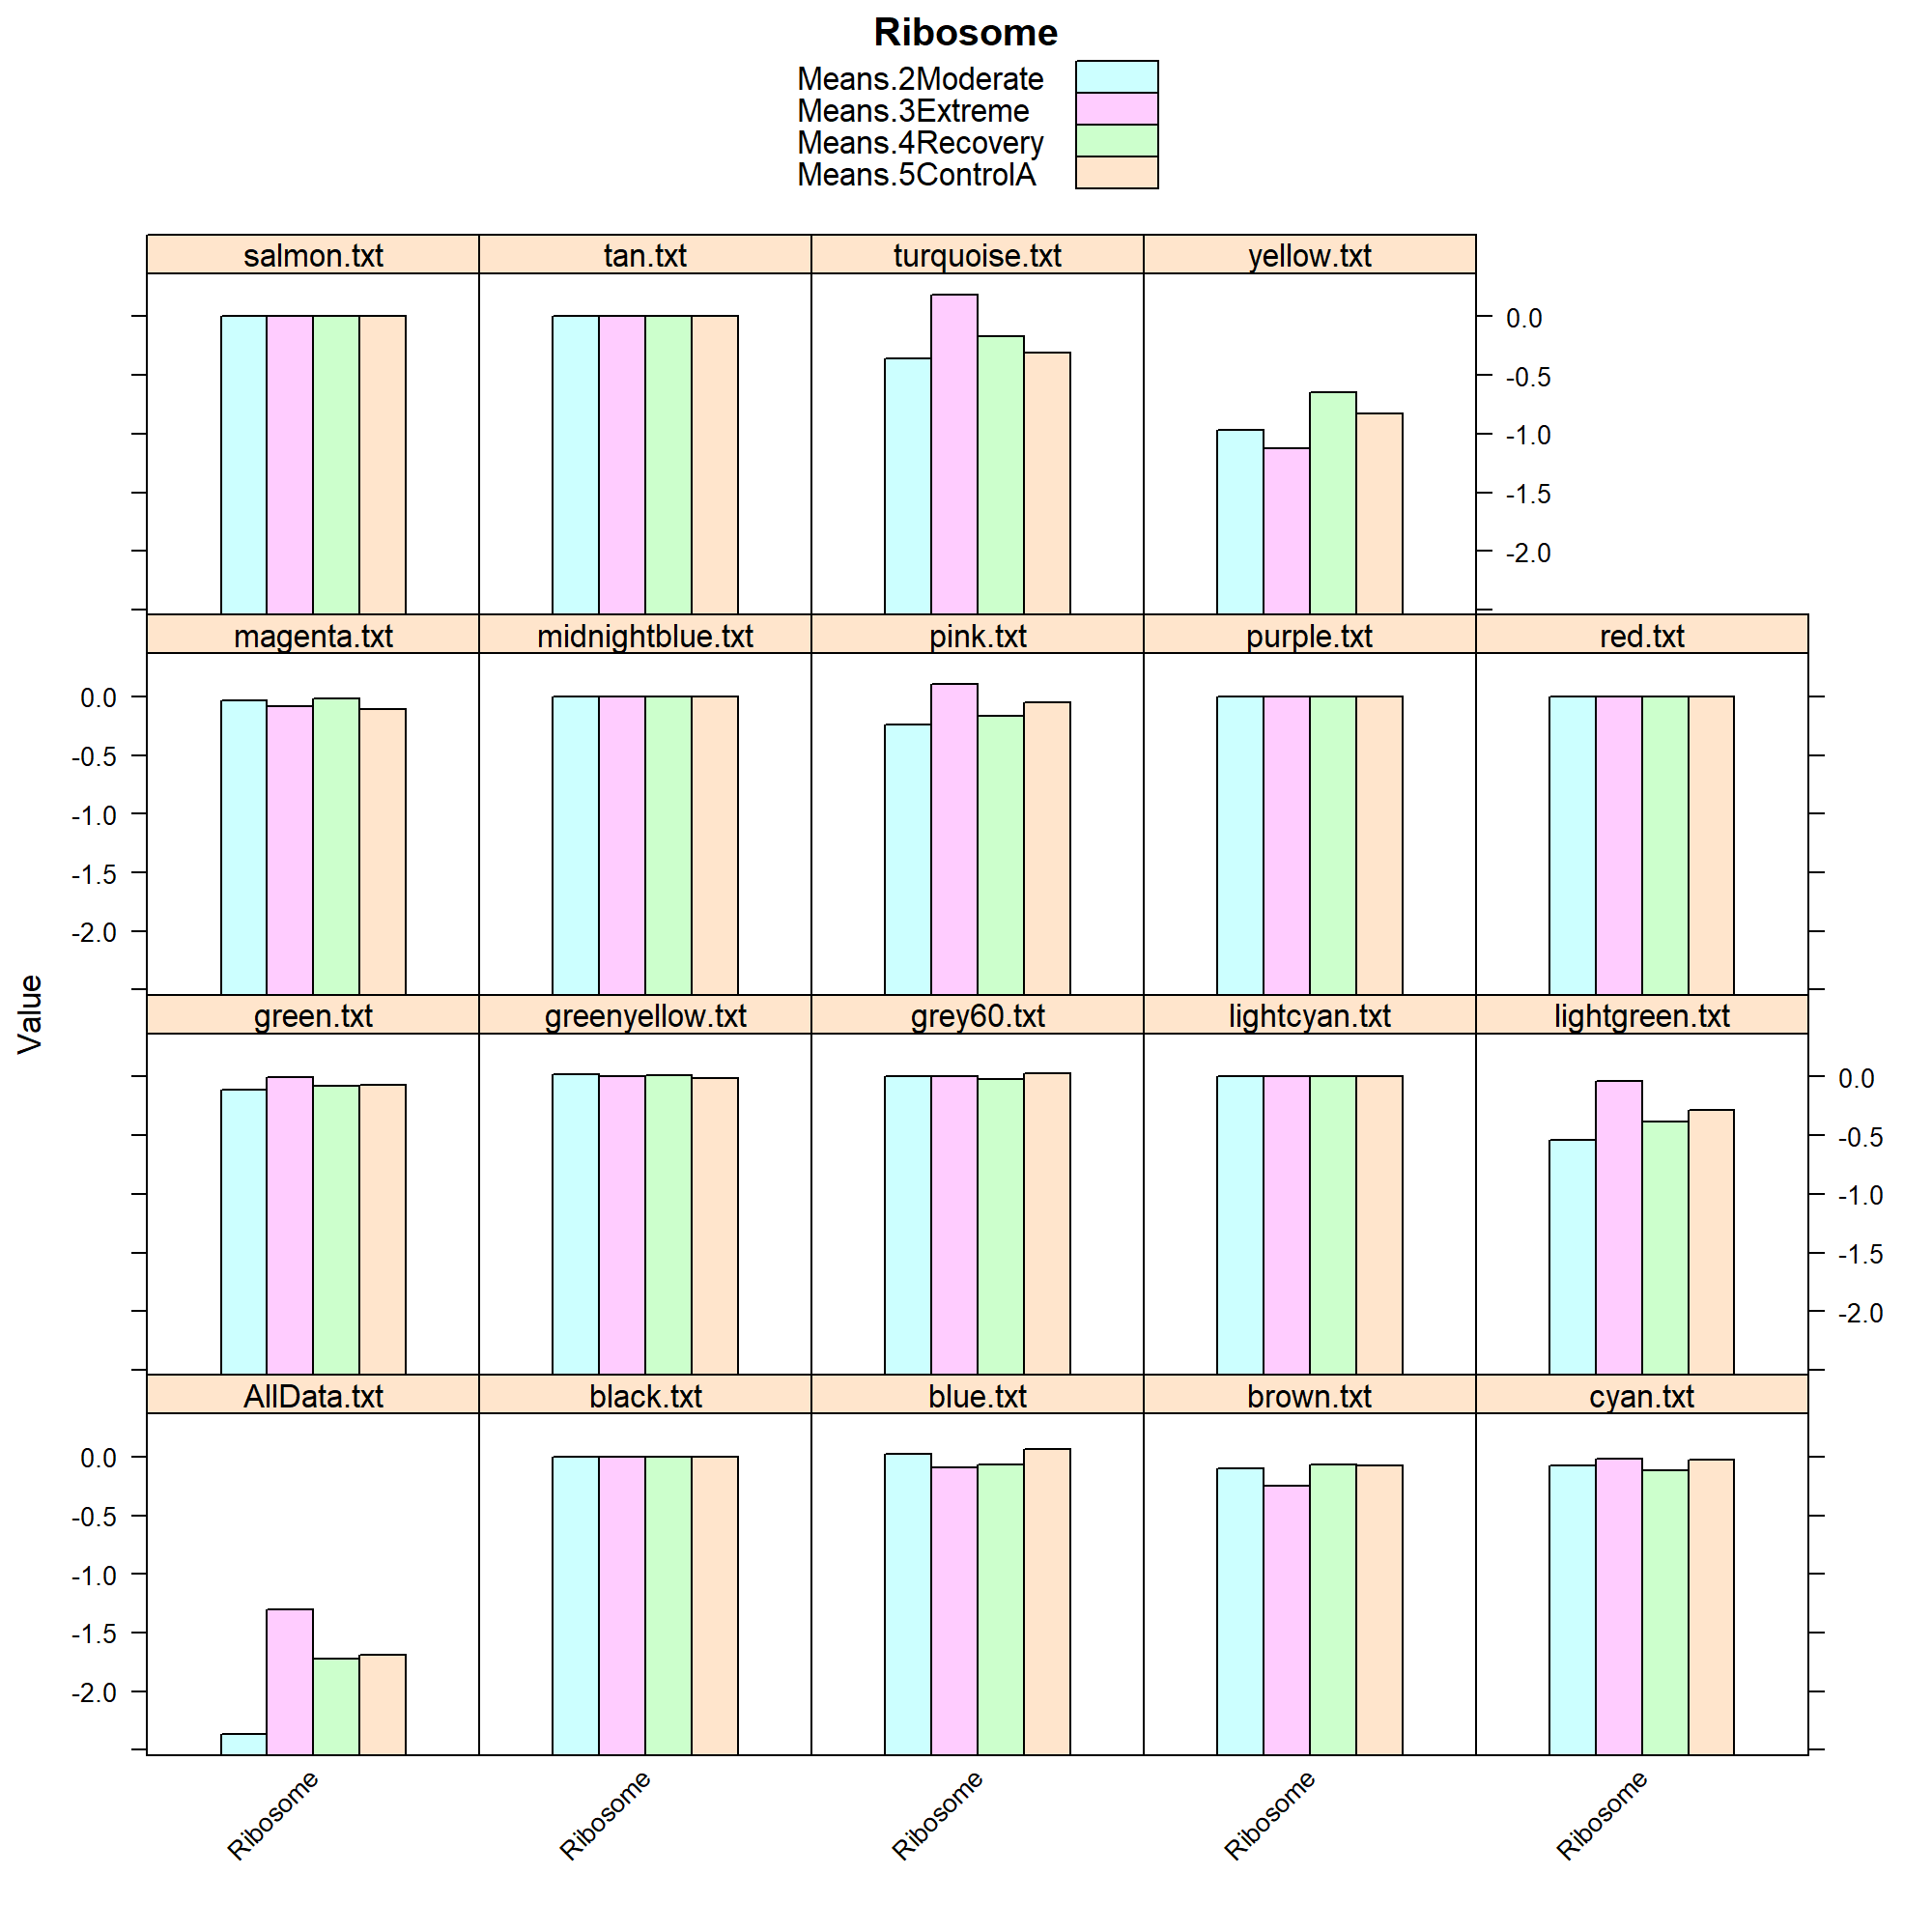 Ribosome
Means.2Moderate
Means.3Extreme
Means.4Recovery
Means.5ControlA
salmon.txt tan.txt turquoise.txt yellow.txt
0.0
-0.5
-1.0
-1.5
-2.0
magenta.txt midnightblue.txt pink.txt purple.txt red.txt
0.0
-0.5
-1.0
-1.5
-2.0
Value
green.txt greenyellow.txt grey60.txt lightcyan.txt lightgreen.txt
0.0
-0.5
-1.0
-1.5
-2.0
AllData.txt black.txt blue.txt brown.txt cyan.txt
0.0
-0.5
-1.0
-1.5
-2.0
Ribosome Ribosome Ribosome Ribosome Ribosome